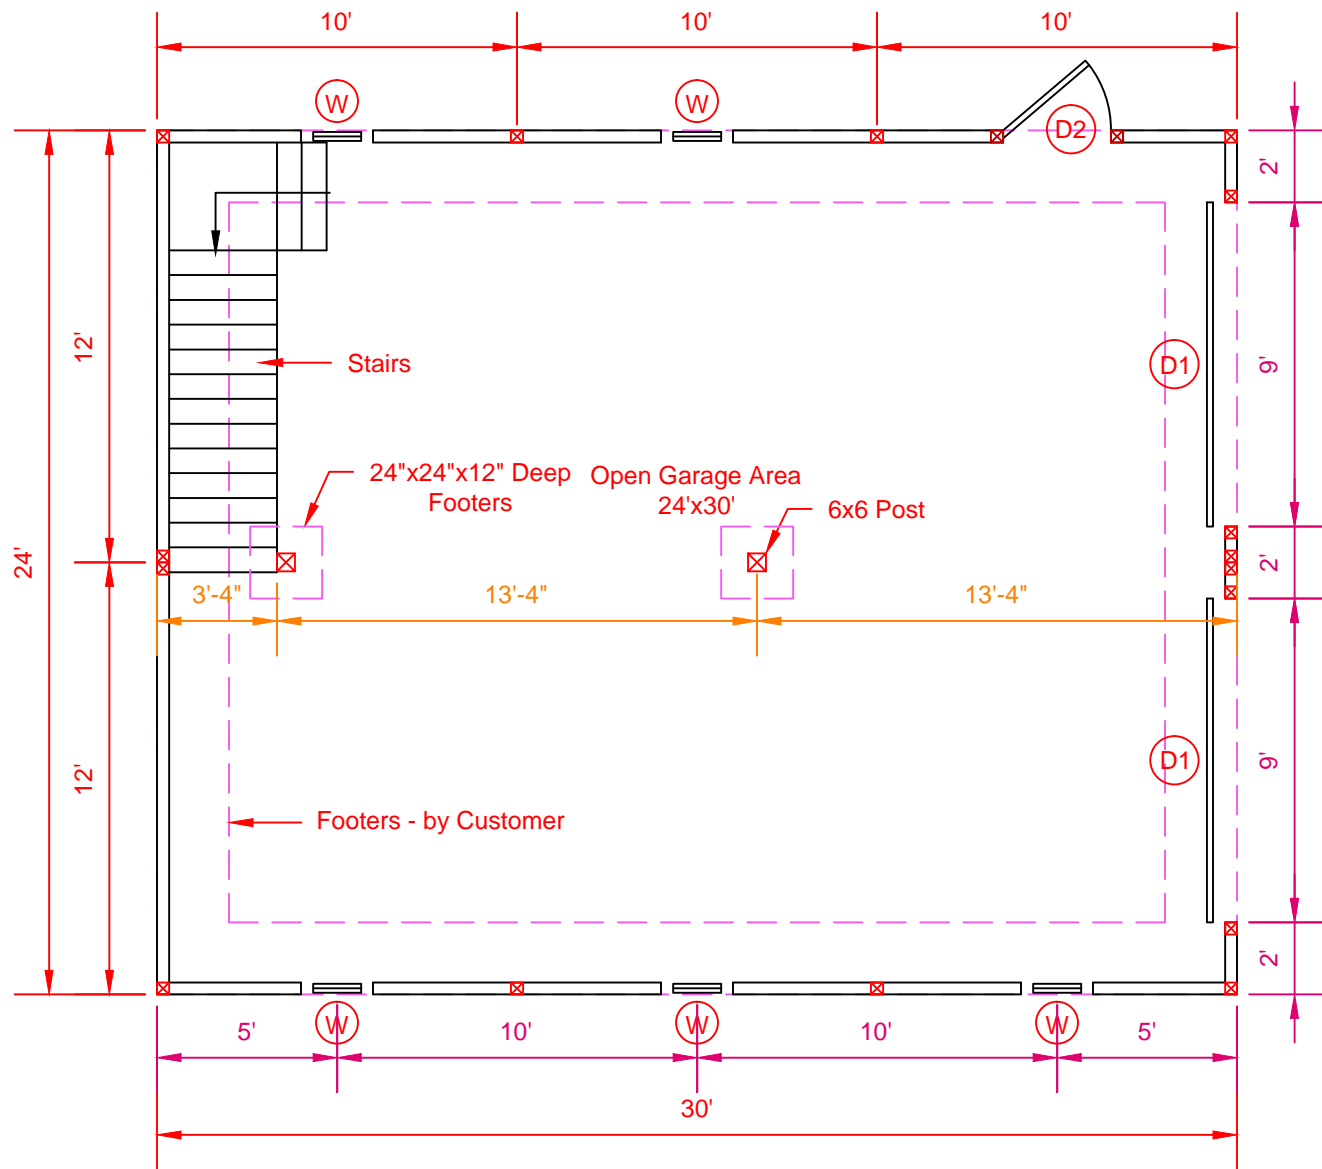 10'
10'
10'
W
W
D2
2'
12'
Stairs
D1
9'
24"x24"x12" Deep
Footers
Open Garage Area
24'x30'
6x6 Post
24'
2'
3'-4"
13'-4"
13'-4"
12'
D1
9'
Footers - by Customer
2'
W
W
W
5'
10'
10'
5'
30'